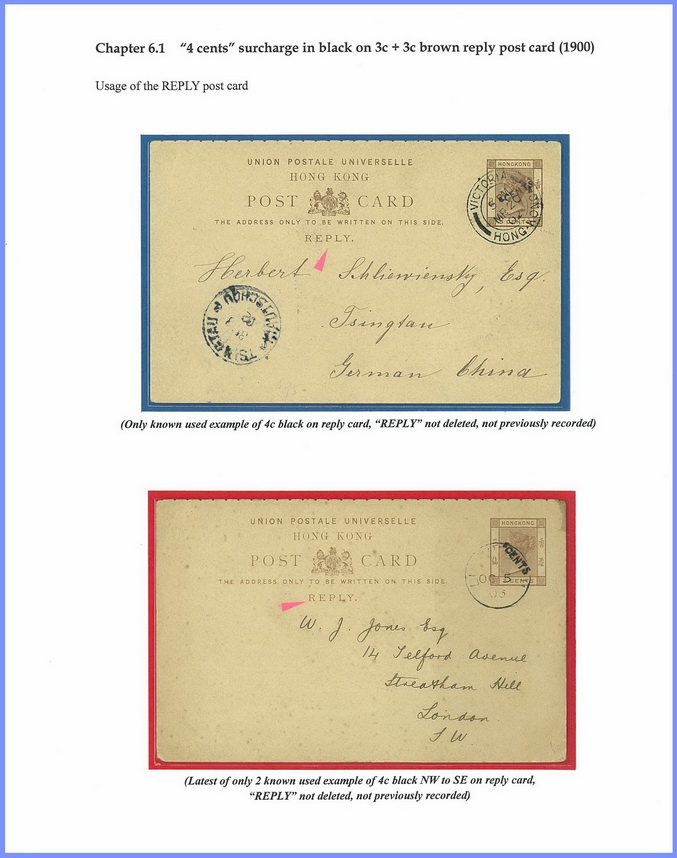 Chapter 6.1 “4 cents” surcharge in black on 3c + 3c brown reply post card (1900)
Usage of the REPLY post card
UNION POSTALE UNIVERSELLE
HONGKONG
HONG KONG
POST CARD
THE ADDRESS ONLY TO BE WRITTEN ON THIS SIDE.
REPLY.
VICTORIA
HONG-KONG
Herbert Schliewiensky, Esq.
Tsingtau
German China
(Only known used example of 4c black on reply card, “REPLY” not deleted, not previously recorded)
UNION POSTALE UNIVERSELLE
HONGKONG
HONG KONG
POST CARD
THE ADDRESS ONLY TO BE WRITTEN ON THIS SIDE.
CENTS
OC 5
REPLY.
W. J. Jones Esq
14 Telford Avenue
Streatham Hill
London
S W
(Latest of only 2 known used example of 4c black NW to SE on reply card,
“REPLY” not deleted, not previously recorded)